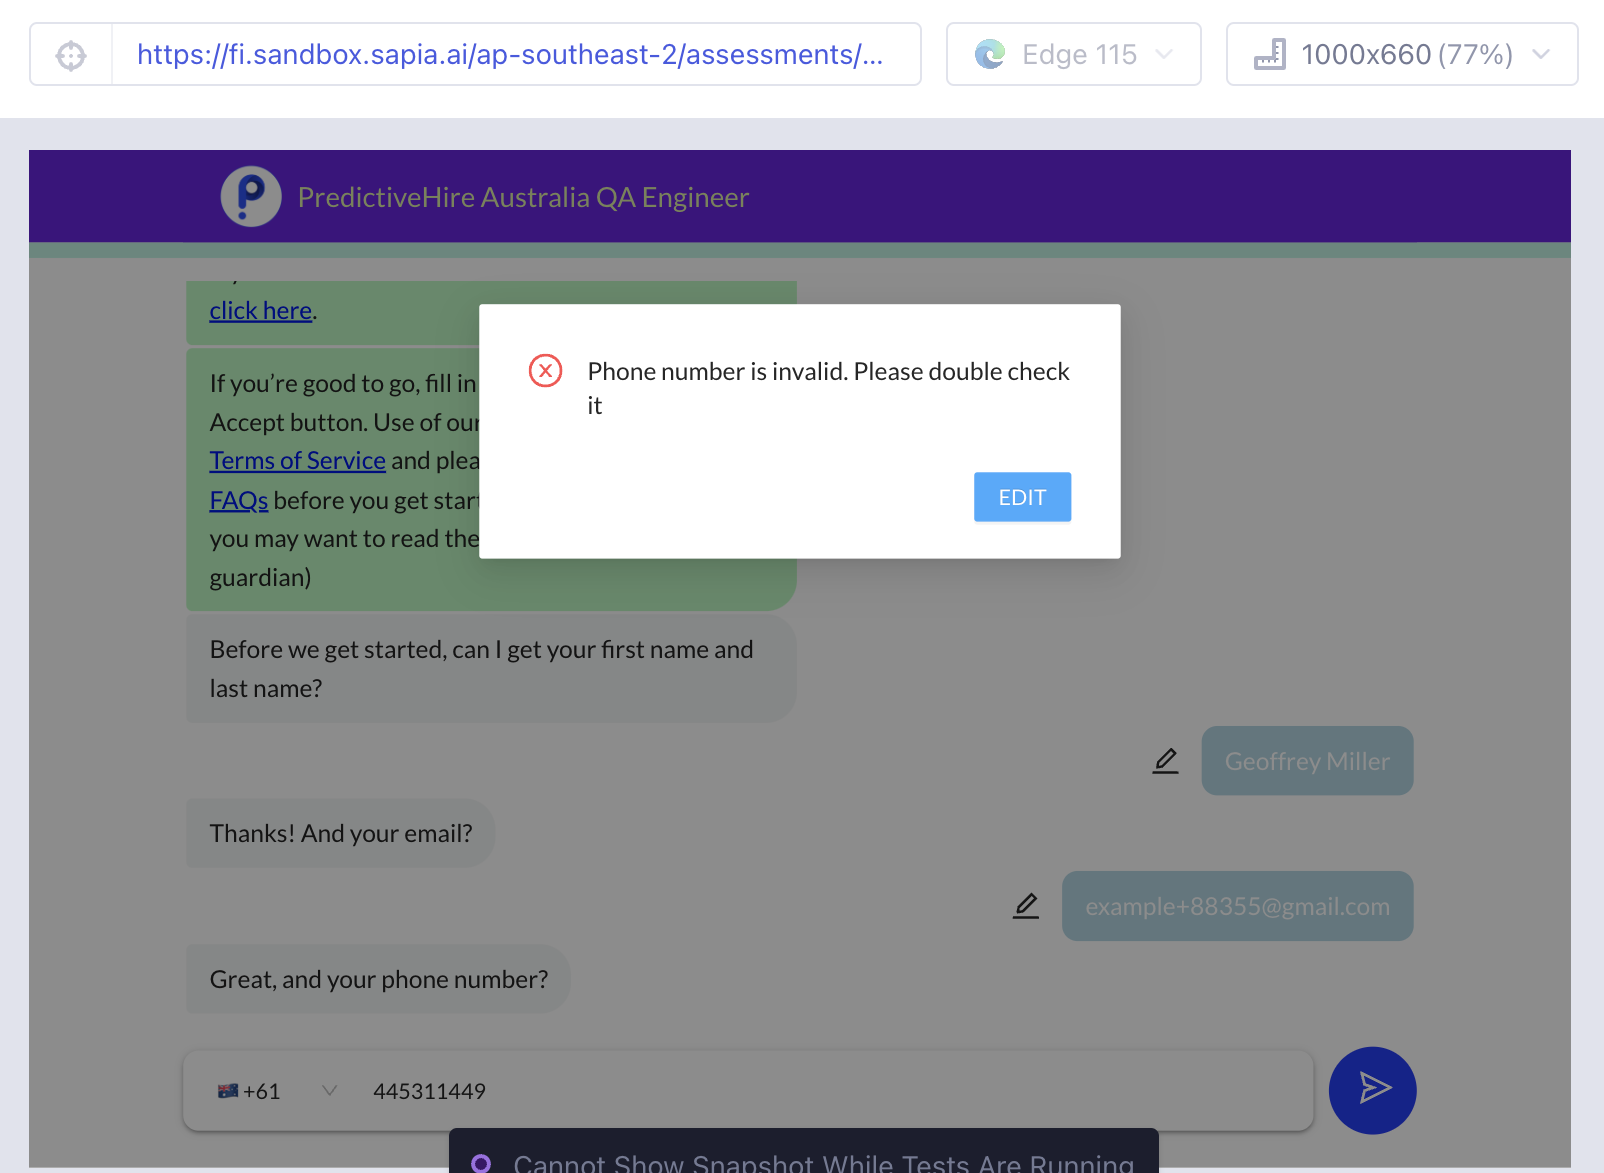 https://fi.sandbox.sapia.ai/ap-southeast-2/assessments/...
Edge 115
1000x660 (77%)
PredictiveHire Australia QA Engineer
click here.
If you’re good to go, fill in
Accept button. Use of our
Terms of Service and plea
FAQs before you get start
you may want to read the
guardian)
Phone number is invalid. Please double check
it
EDIT
Before we get started, can I get your first name and
last name?
Geoffrey Miller
Thanks! And your email?
example+88355@gmail.com
Great, and your phone number?
+61
445311449
Cannot Show Snapshot While Tests Are Running